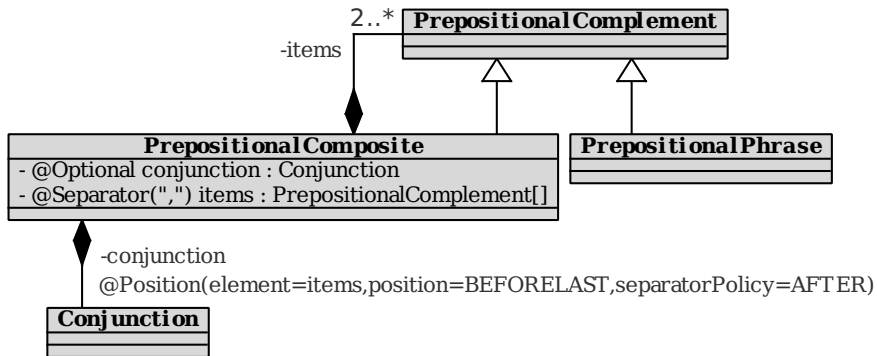 2..* PrepositionalComplement
-items
PrepositionalComposite
- @Optional conjunction : Conjunction
- @Separator(",") items : PrepositionalComplement[]
PrepositionalPhrase
-conjunction
@Position(element=items,position=BEFORELAST,separatorPolicy=AFTER)
Conjunction